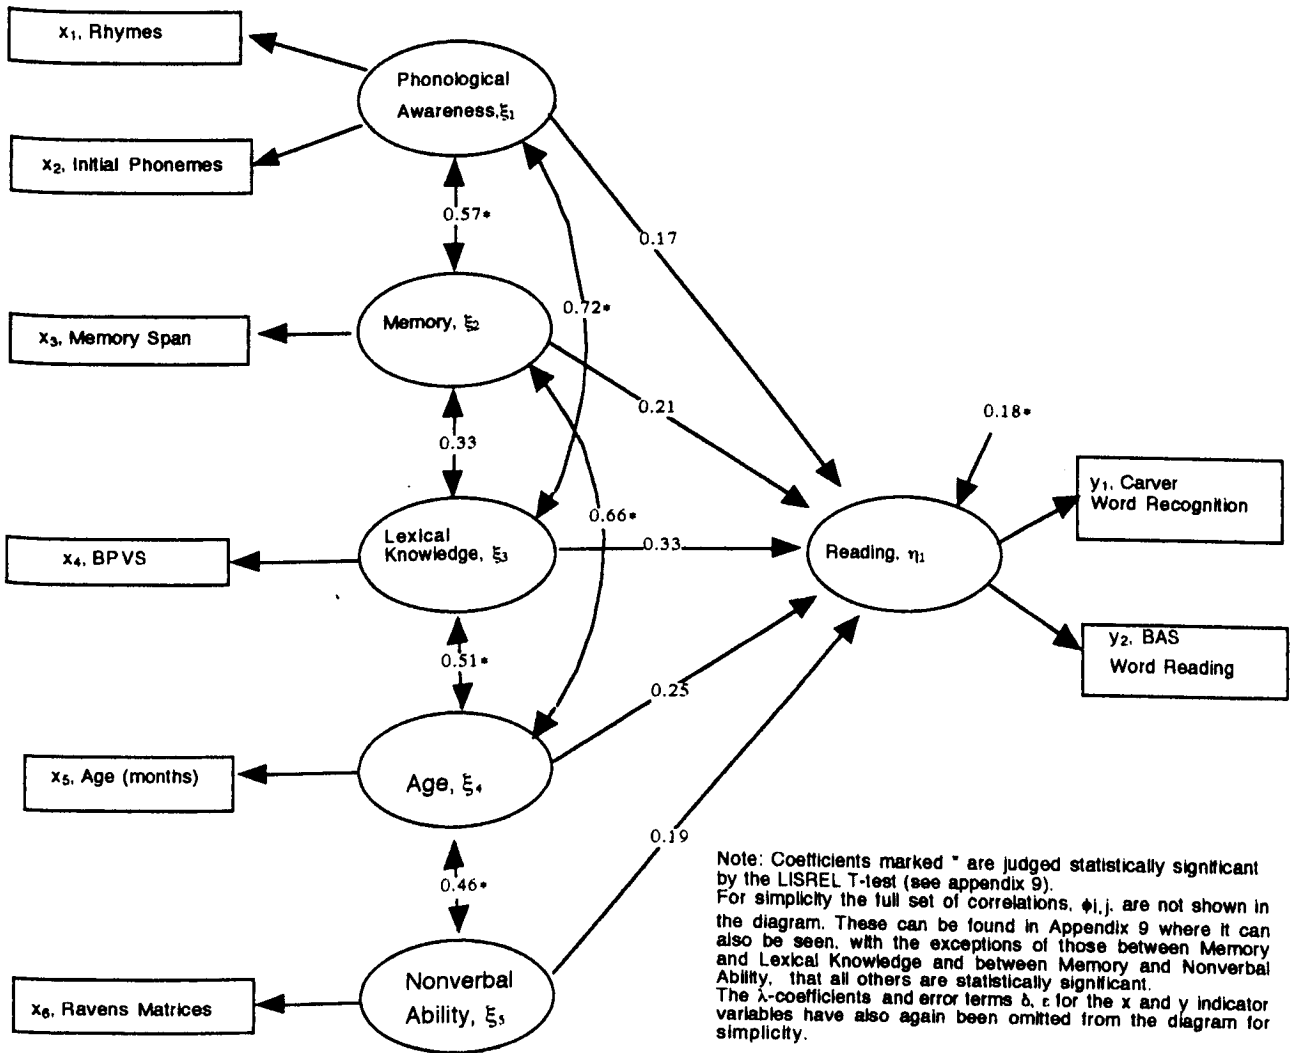 x₁, Rhymes
Phonological
Awareness,ξ₁
x₂, Initial Phonemes
0.57*
0.17
0.72*
Memory, ξ₂
x₃, Memory Span
0.21
0.18*
0.33
y₁, Carver
Word Recognition
0.66*
Lexical
Knowledge, ξ₃
0.33
Reading, η₁
x₄, BPVS
y₂, BAS
Word Reading
0.51*
0.25
x₅, Age (months)
Age, ξ₄
0.19
0.46*
Note: Coefficients marked * are judged statistically significant
by the LISREL T-test (see appendix 9).
For simplicity the full set of correlations, ϕi,j, are not shown in
the diagram. These can be found in Appendix 9 where it can
also be seen, with the exceptions of those between Memory
and Lexical Knowledge and between Memory and Nonverbal
Ability, that all others are statistically significant.
The λ-coefficients and error terms δ, ε for the x and y indicator
variables have also again been omitted from the diagram for
simplicity.
Nonverbal
Ability, ξ₅
x₆, Ravens Matrices